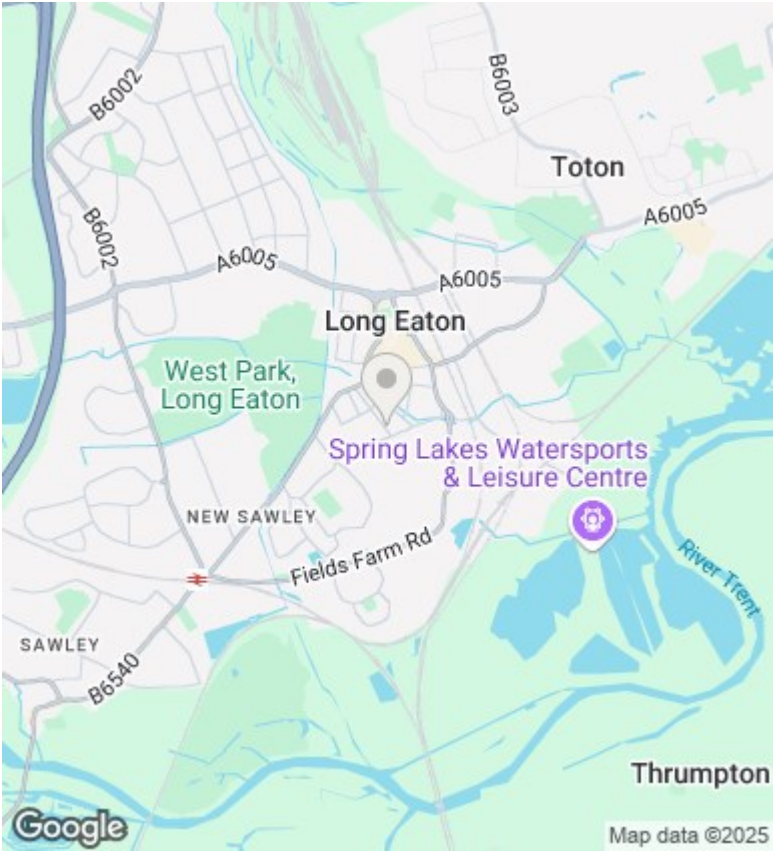 B6002
B6003
Toton
A6005
B6002
A6005
A6005
Long Eaton
West Park,
Long Eaton
Spring Lakes Watersports
& Leisure Centre
NEW SAWLEY
Fields Farm Rd
River Trent
SAWLEY
B6540
Thrumpton
Google
Map data ©2025